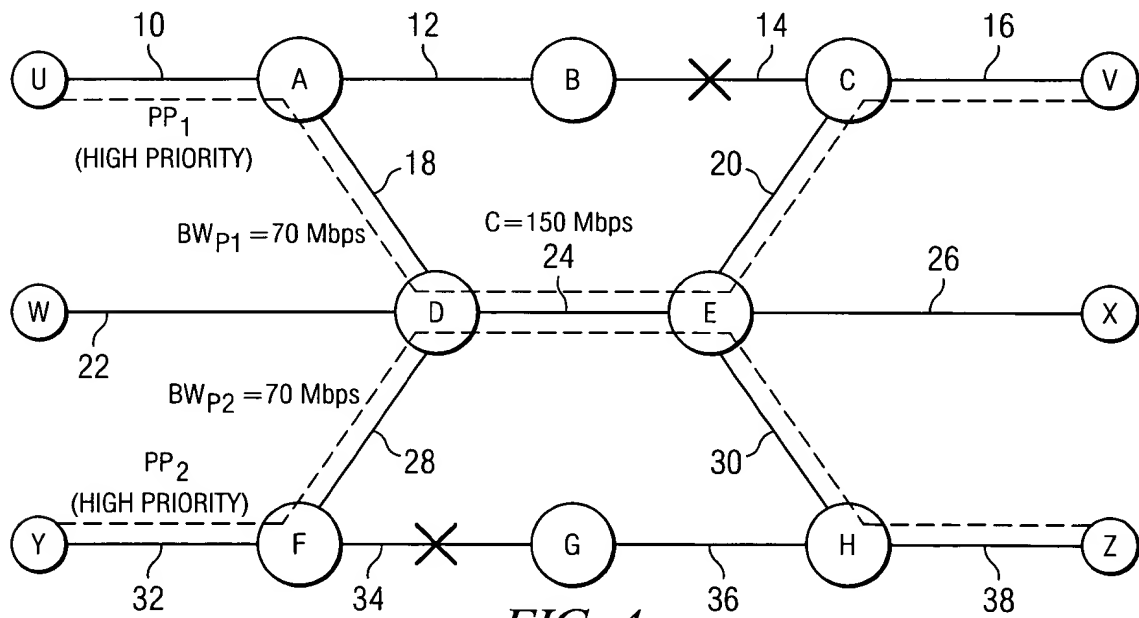 10 12 14 16
U A B C V
PP1
(HIGH PRIORITY)
18 20
BWP1 =70 Mbps
C=150 Mbps
24 26
W D E X
22
BWP2 =70 Mbps
28 30
PP2
(HIGH PRIORITY)
Y F G H Z
32 34 36 38